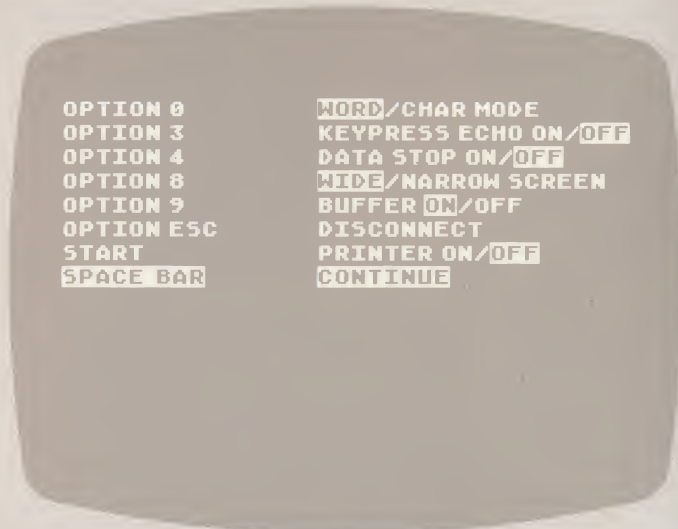 OPTION 0 WORD/CHAR MODE
OPTION 3 KEYPRESS ECHO ON/OFF
OPTION 4 DATA STOP ON/OFF
OPTION 8 WIDE/NARROW SCREEN
OPTION 9 BUFFER ON/OFF
OPTION ESC DISCONNECT
START PRINTER ON/OFF
SPACE BAR CONTINUE